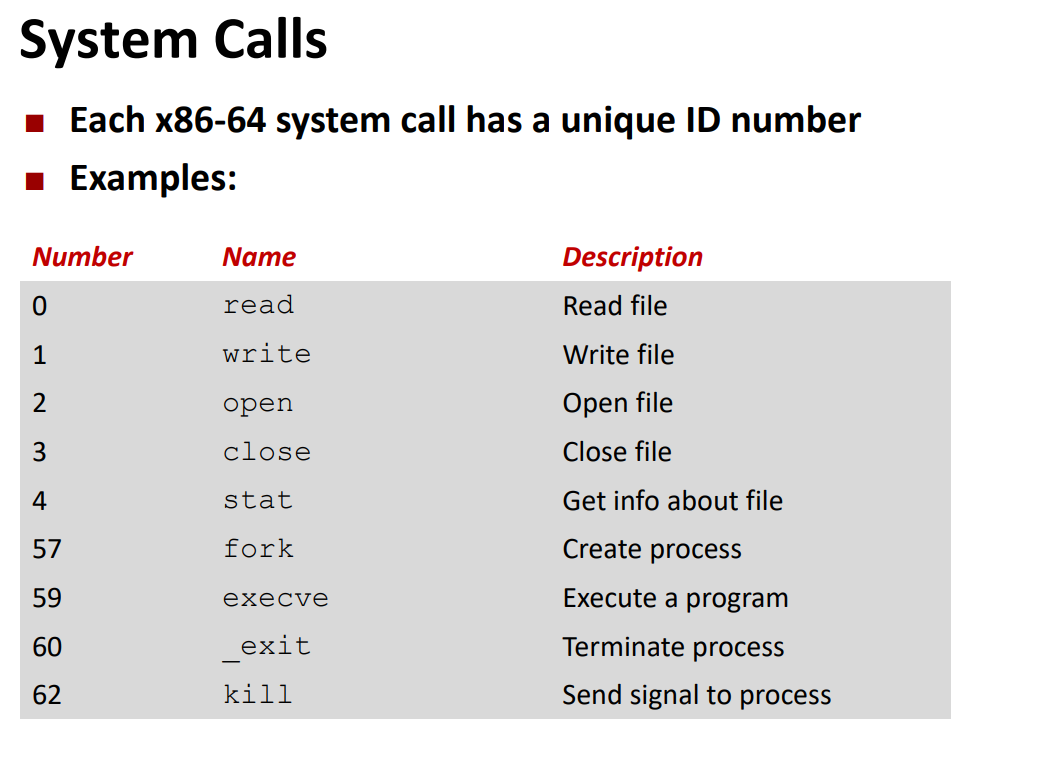 System Calls
Each x86-64 system call has a unique ID number
Examples:
Number Name Description
0 read Read file
1 write Write file
2 open Open file
3 close Close file
4 stat Get info about file
57 fork Create process
59 execve Execute a program
60 _exit Terminate process
62 kill Send signal to process